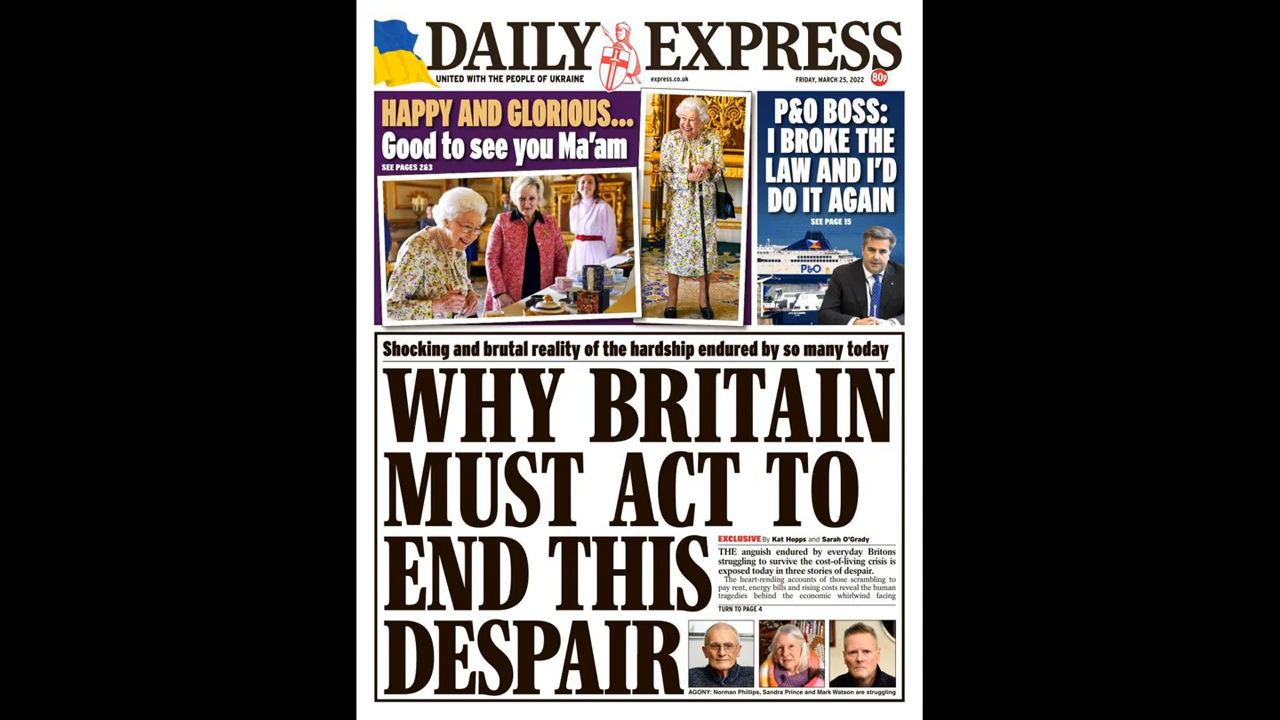 DAILY EXPRESS
UNITED WITH THE PEOPLE OF UKRAINE
express.co.uk
FRIDAY, MARCH 25, 2022
80p
HAPPY AND GLORIOUS...
Good to see you Ma'am
SEE PAGES 2&3
P&O BOSS:
I BROKE THE
LAW AND I'D
DO IT AGAIN
SEE PAGE 15
P&O
Shocking and brutal reality of the hardship endured by so many today
WHY BRITAIN
MUST ACT TO
END THIS
DESPAIR
EXCLUSIVE By Kat Hopps and Sarah O'Grady
THE anguish endured by everyday Britons
struggling to survive the cost-of-living crisis is
exposed today in three stories of despair.
The heart-rending accounts of those scrambling to
pay rent, energy bills and rising costs reveal the human
tragedies behind the economic whirlwind facing
TURN TO PAGE 4
AGONY: Norman Phillips, Sandra Prince and Mark Watson are struggling